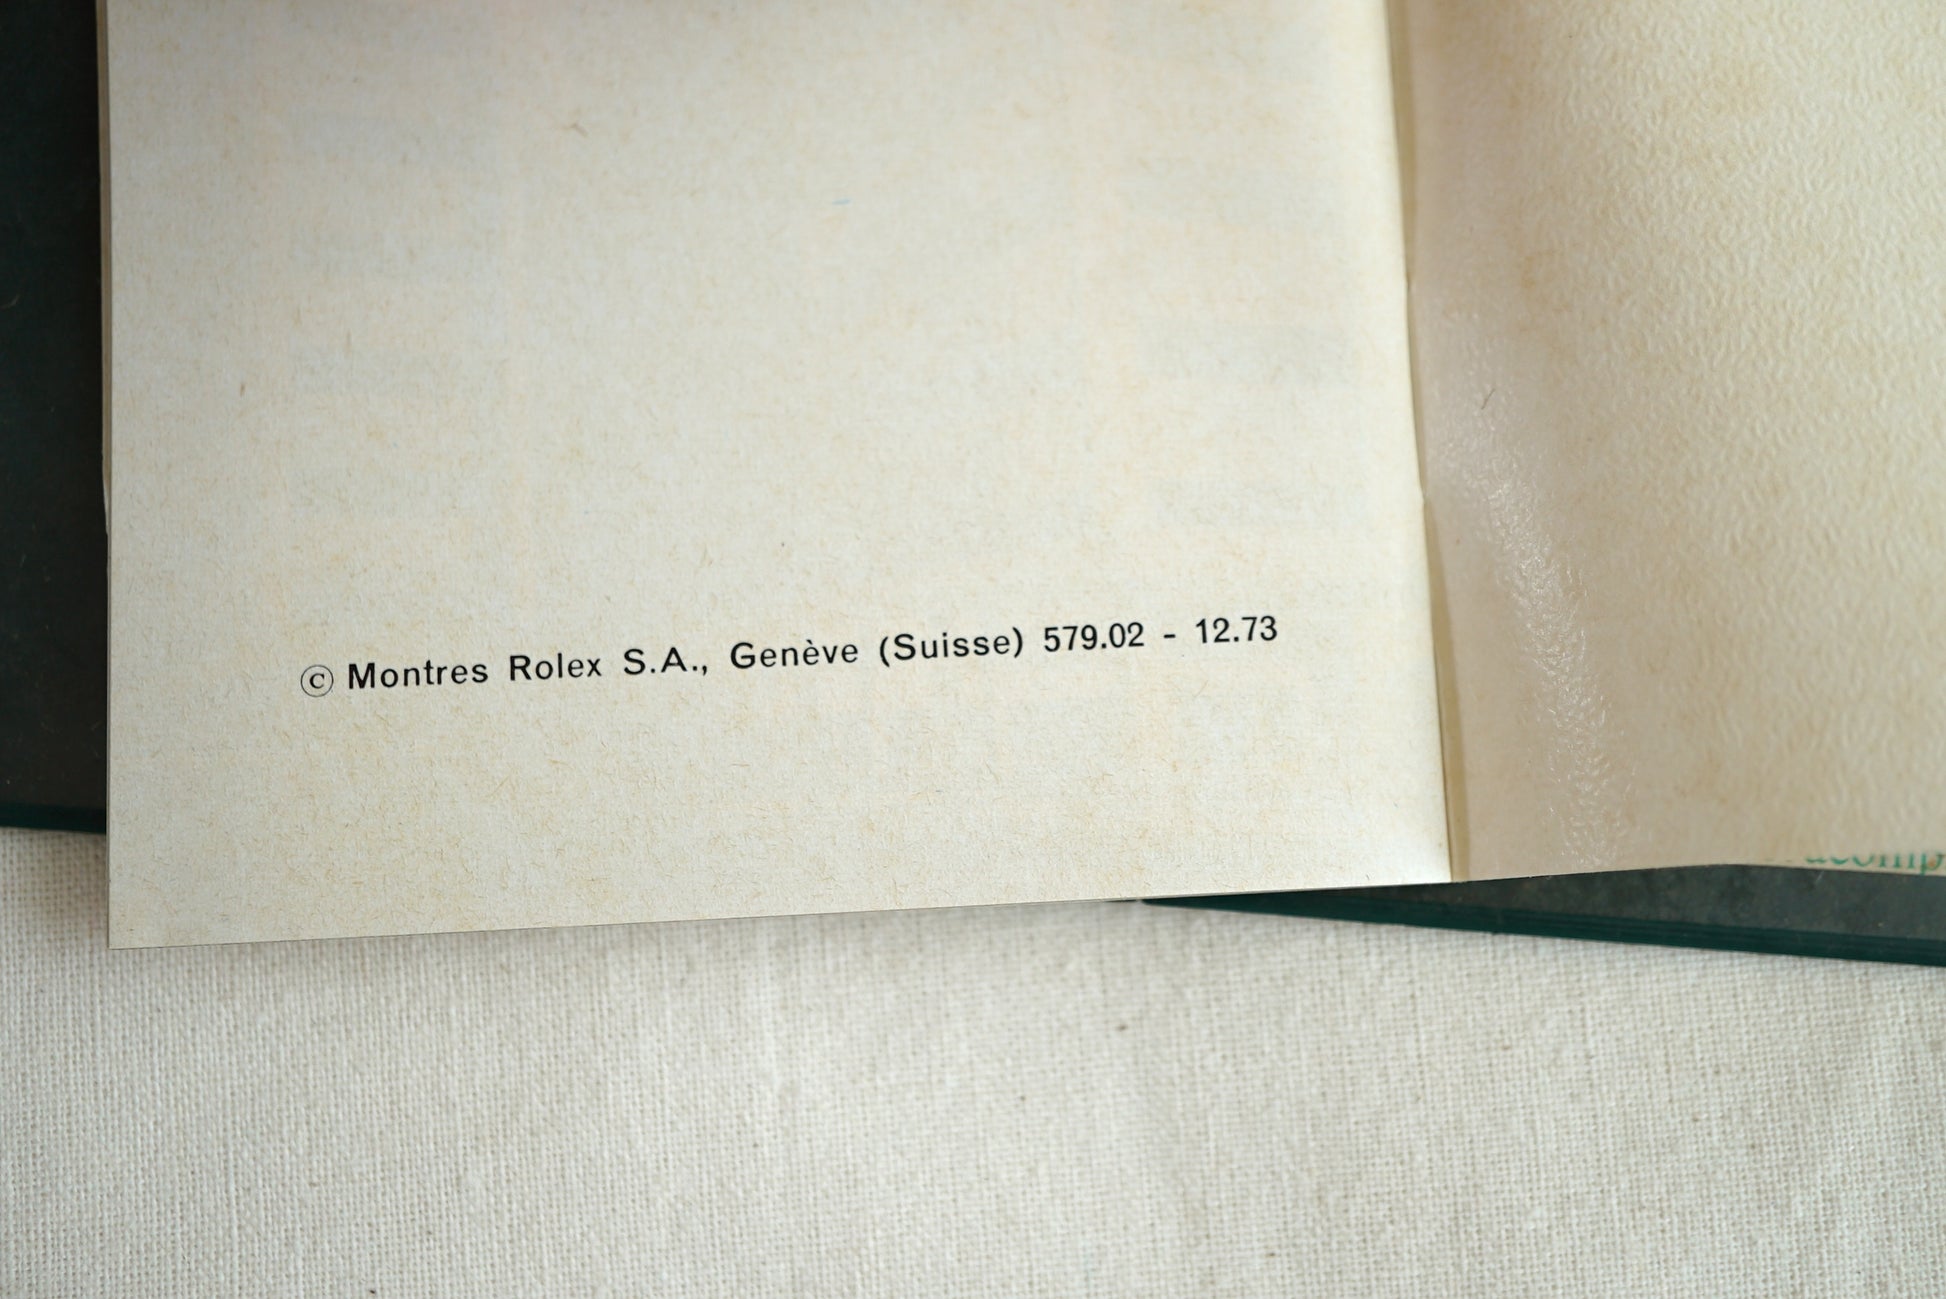 © Montres Rolex S.A., Genève (Suisse) 579.02 - 12.73